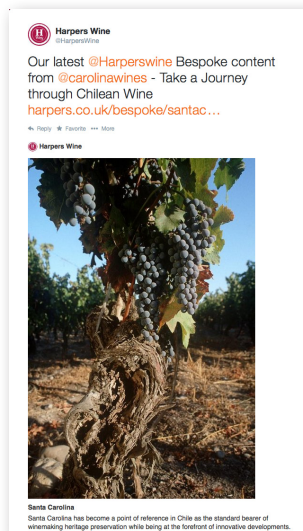 Harpers Wine
@HarpersWine
Our latest @Harperswine Bespoke content
from @carolinawines - Take a Journey
through Chilean Wine
harpers.co.uk/bespoke/santac…
Reply Favorite ••• More
Harpers Wine
Santa Carolina
Santa Carolina has become a point of reference in Chile as the standard bearer of
winemaking heritage preservation while being at the forefront of innovative developments.